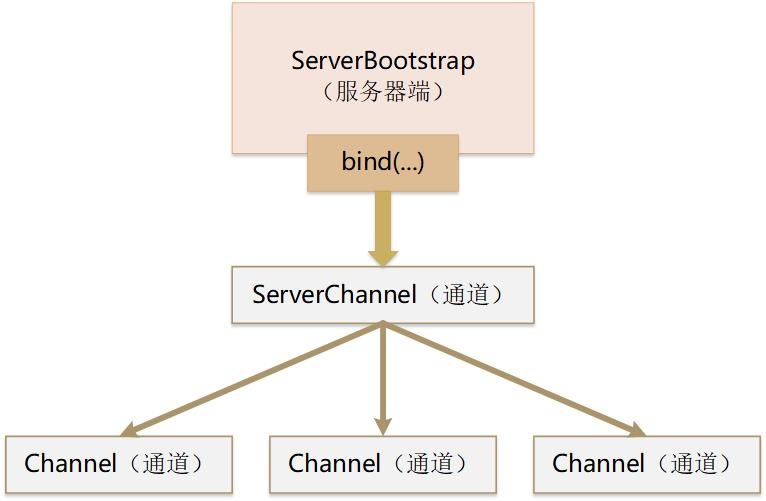 ServerBootstrap
（服务器端）
bind(...)
ServerChannel（通道）
Channel（通道）
Channel（通道）
Channel（通道）